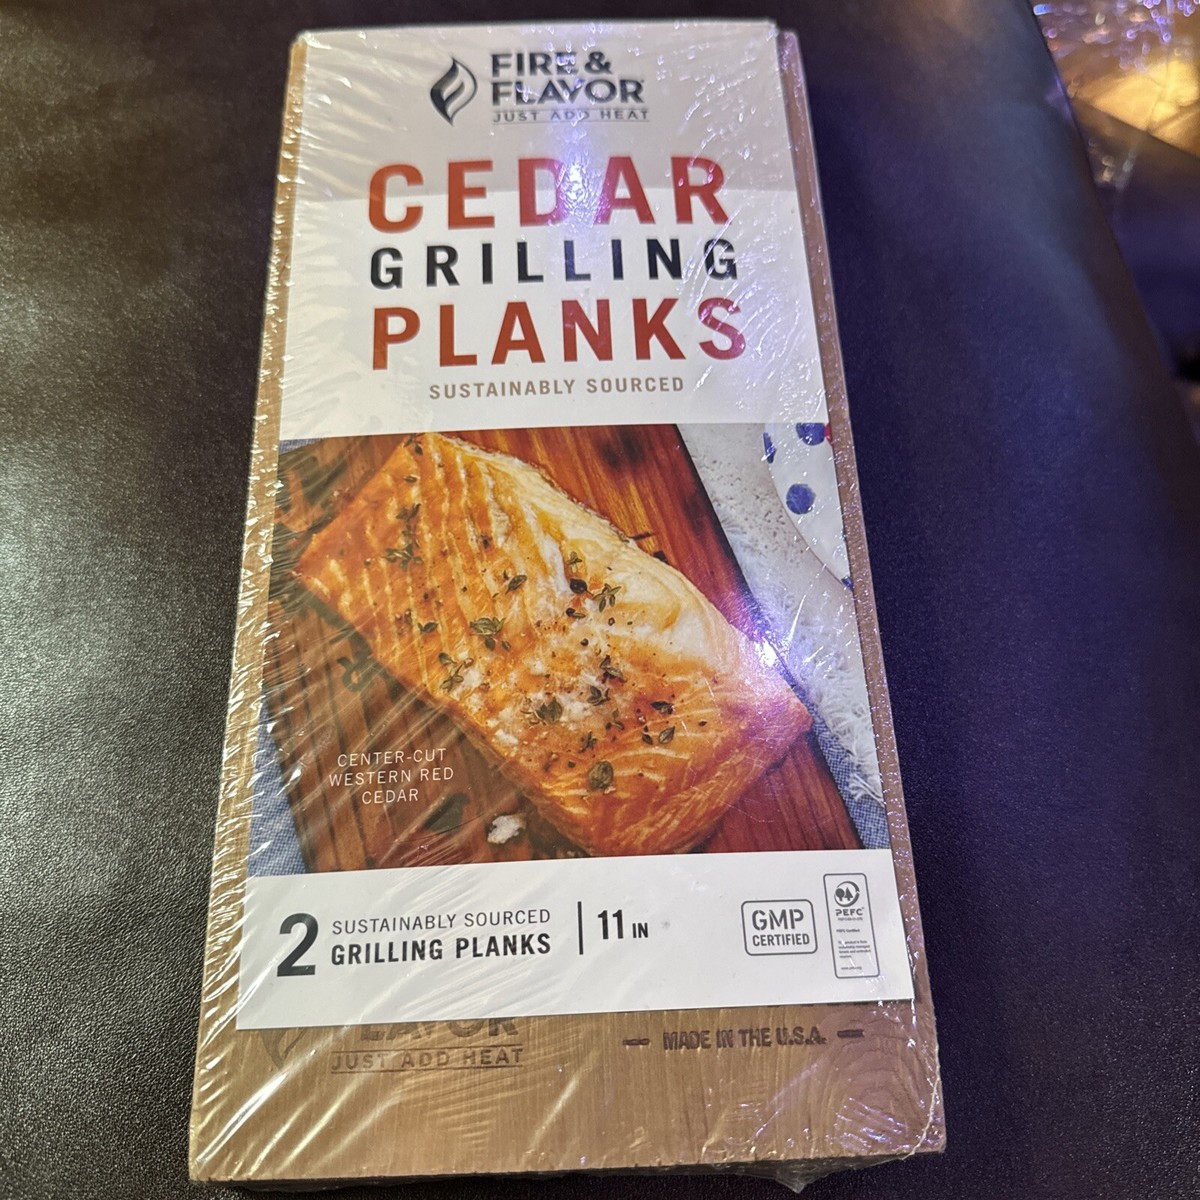 FIRE &
FLAVOR
JUST ADD HEAT
CEDAR
GRILLING
PLANKS
SUSTAINABLY SOURCED
CENTER-CUT
WESTERN RED
CEDAR
2
SUSTAINABLY SOURCED
GRILLING PLANKS
11 IN
GMP
CERTIFIED
PEFC
FLAVOR
JUST ADD HEAT
MADE IN THE U.S.A.